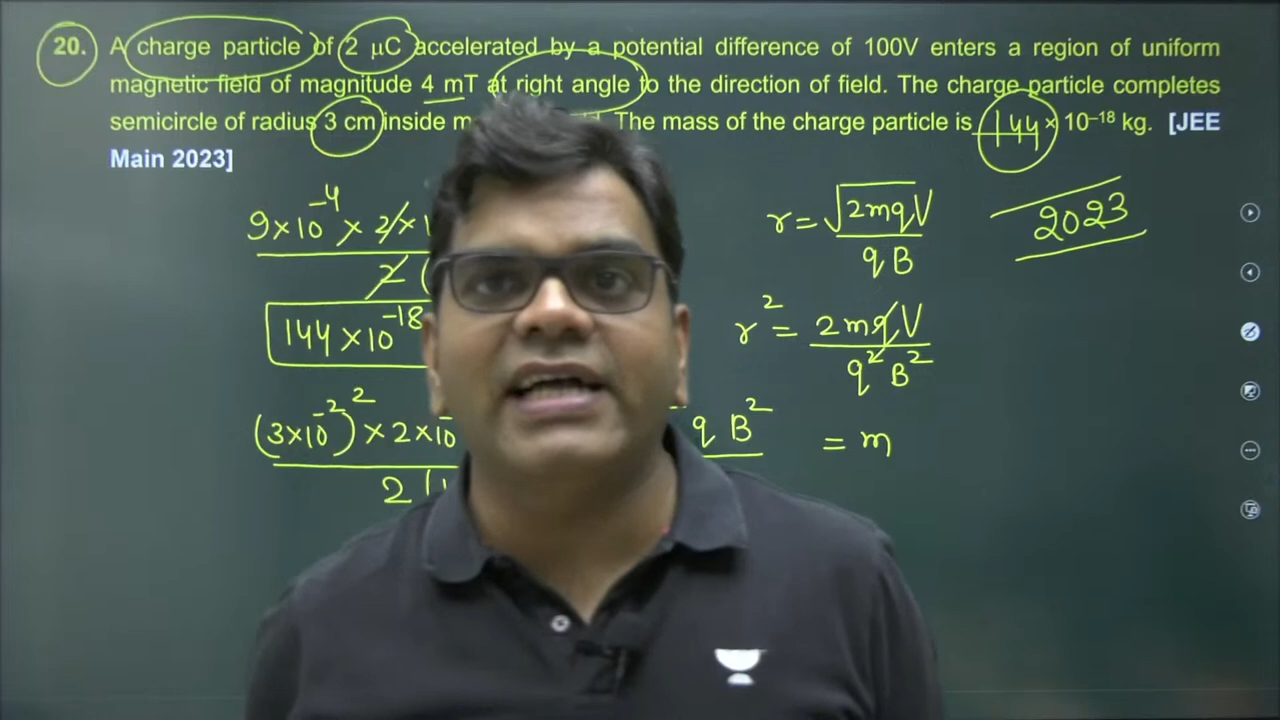 20. A charge particle of 2 μC accelerated by a potential difference of 100V enters a region of uniform
magnetic field of magnitude 4 mT at right angle to the direction of field. The charge particle completes
semicircle of radius 3 cm inside m The mass of the charge particle is 144 × 10⁻¹⁸ kg. [JEE
Main 2023]
9×10⁻⁴ × 2 ×
2 (
144 × 10⁻¹⁸
(3×10⁻²)² × 2×10
2
r = √2mqV
qB
r² = 2mqV
q²B²
qB² = m
2023